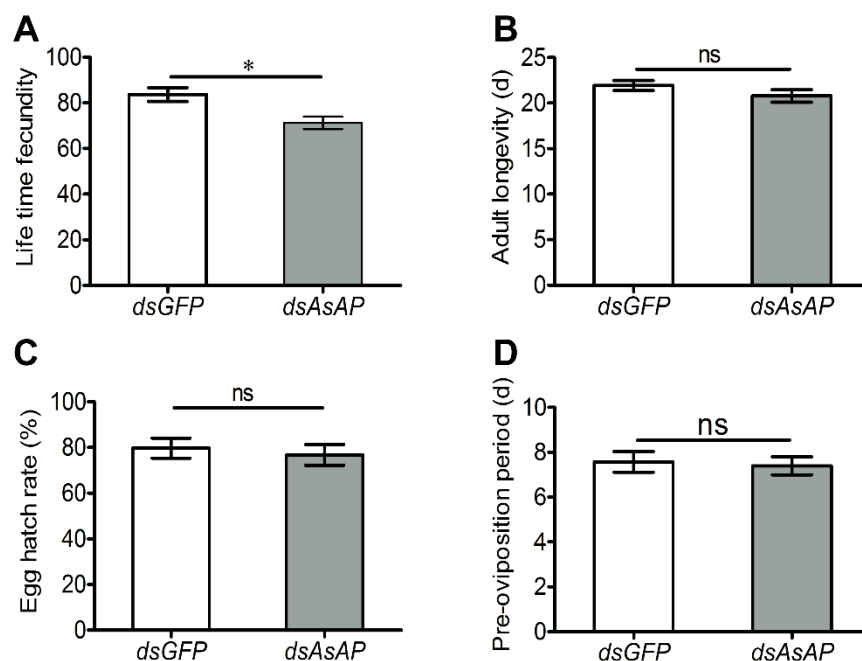 A
Life time fecundity
100
80
60
40
20
0
*
dsGFP
dsAsAP
B
Adult longevity (d)
25
20
15
10
5
0
ns
dsGFP
dsAsAP
C
Egg hatch rate (%)
100
80
60
40
20
0
ns
dsGFP
dsAsAP
D
Pre-oviposition period (d)
10
8
6
4
2
0
ns
dsGFP
dsAsAP